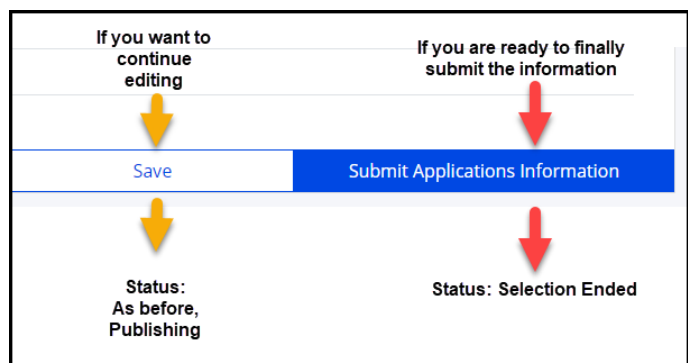 If you want to
continue
editing
If you are ready to finally
submit the information
Save
Submit Applications Information
Status:
As before,
Publishing
Status: Selection Ended